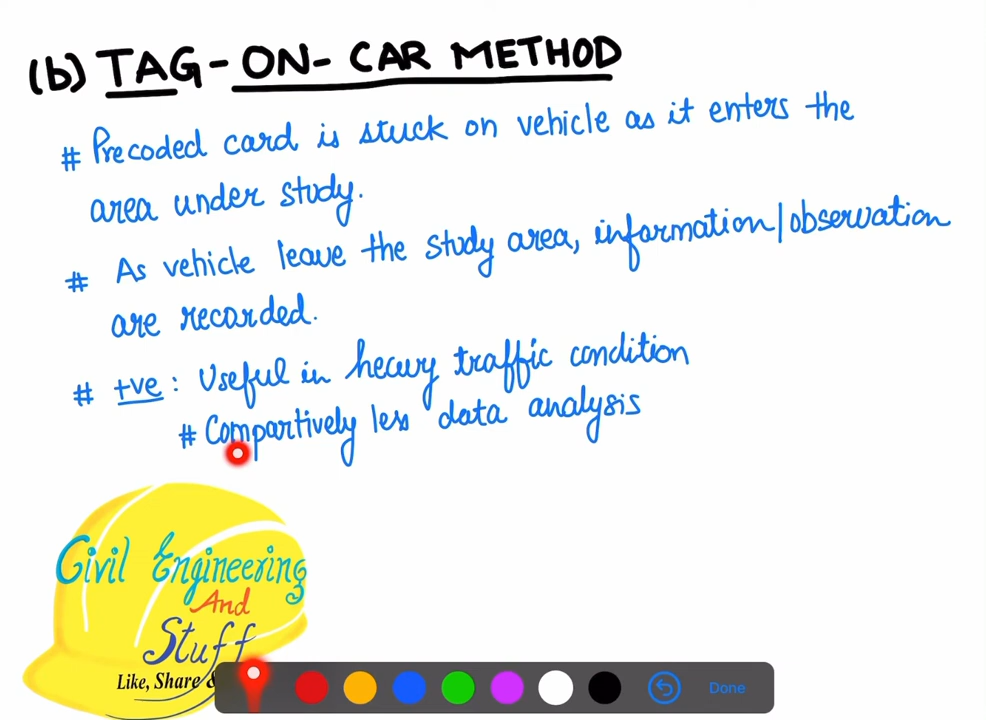 (b) TAG-ON-CAR METHOD
# Precoded card is stuck on vehicle as it enters the
area under study.
# As vehicle leave the study area, information/observation
are recorded.
# +ve : Useful in heavy traffic condition
# Compartively less data analysis
Civil Engineering
And
Stuff
Like, Share &
Done